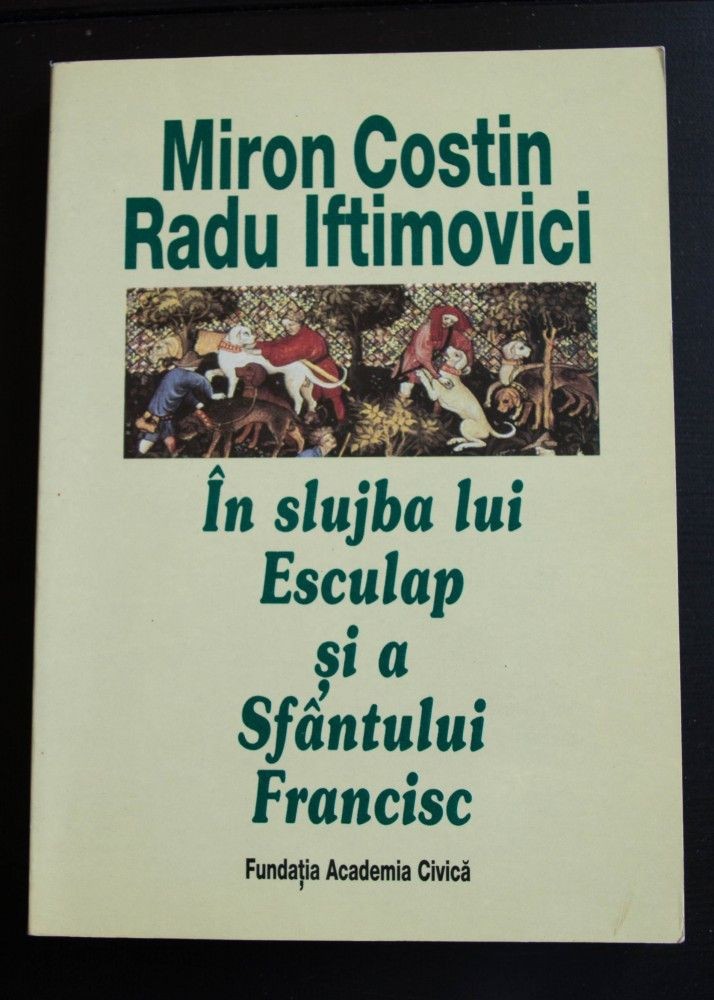 Miron Costin
Radu Iftimovici
În slujba lui
Esculap
și a
Sfântului
Francisc
Fundația Academia Civică